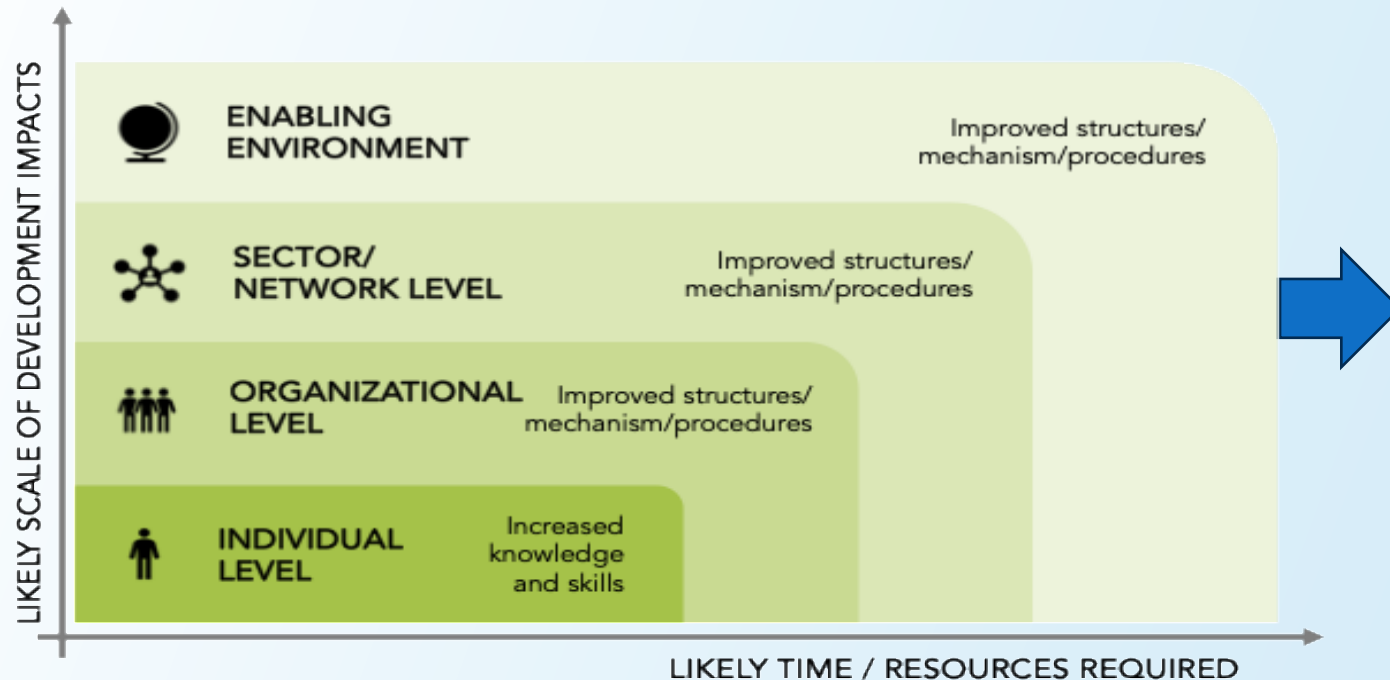 LIKELY SCALE OF DEVELOPMENT IMPACTS
ENABLING
ENVIRONMENT
Improved structures/
mechanism/procedures
SECTOR/
NETWORK LEVEL
Improved structures/
mechanism/procedures
ORGANIZATIONAL
LEVEL
Improved structures/
mechanism/procedures
INDIVIDUAL
LEVEL
Increased
knowledge
and skills
LIKELY TIME / RESOURCES REQUIRED